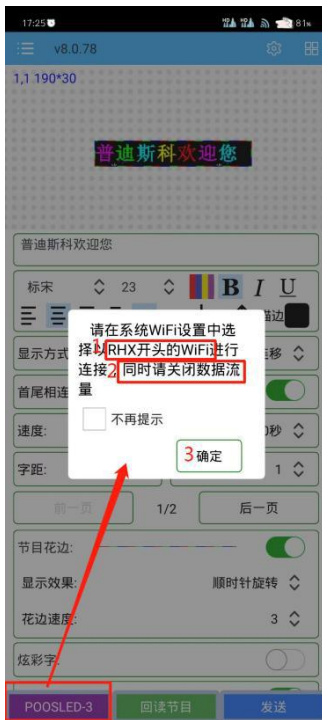 17:25
81%
v8.0.78
1,1 190*30
普迪斯科欢迎您
普迪斯科欢迎您
标宋
23
B I U
描边
显示方式
移
请在系统WiFi设置中选
择以RHX开头的WiFi进行
连接,同时请关闭数据流
量
1
2
不再提示
3
确定
首尾相连
速度:
秒
字距:
1
前一页
1/2
后一页
节目花边:
显示效果:
顺时针旋转
花边速度:
3
炫彩字
POOSLED-3
回读节目
发送